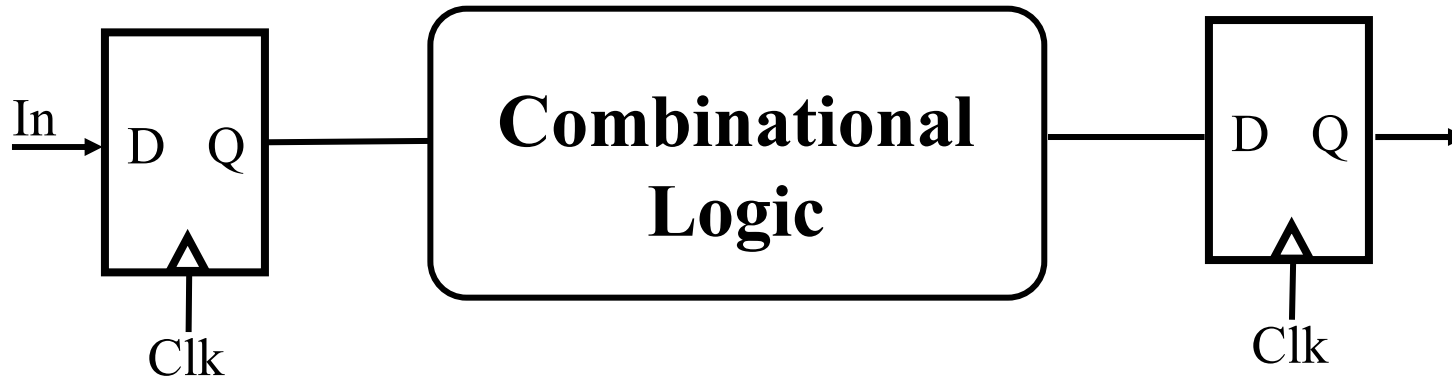 In
D Q
Clk
Combinational
Logic
D Q
Clk